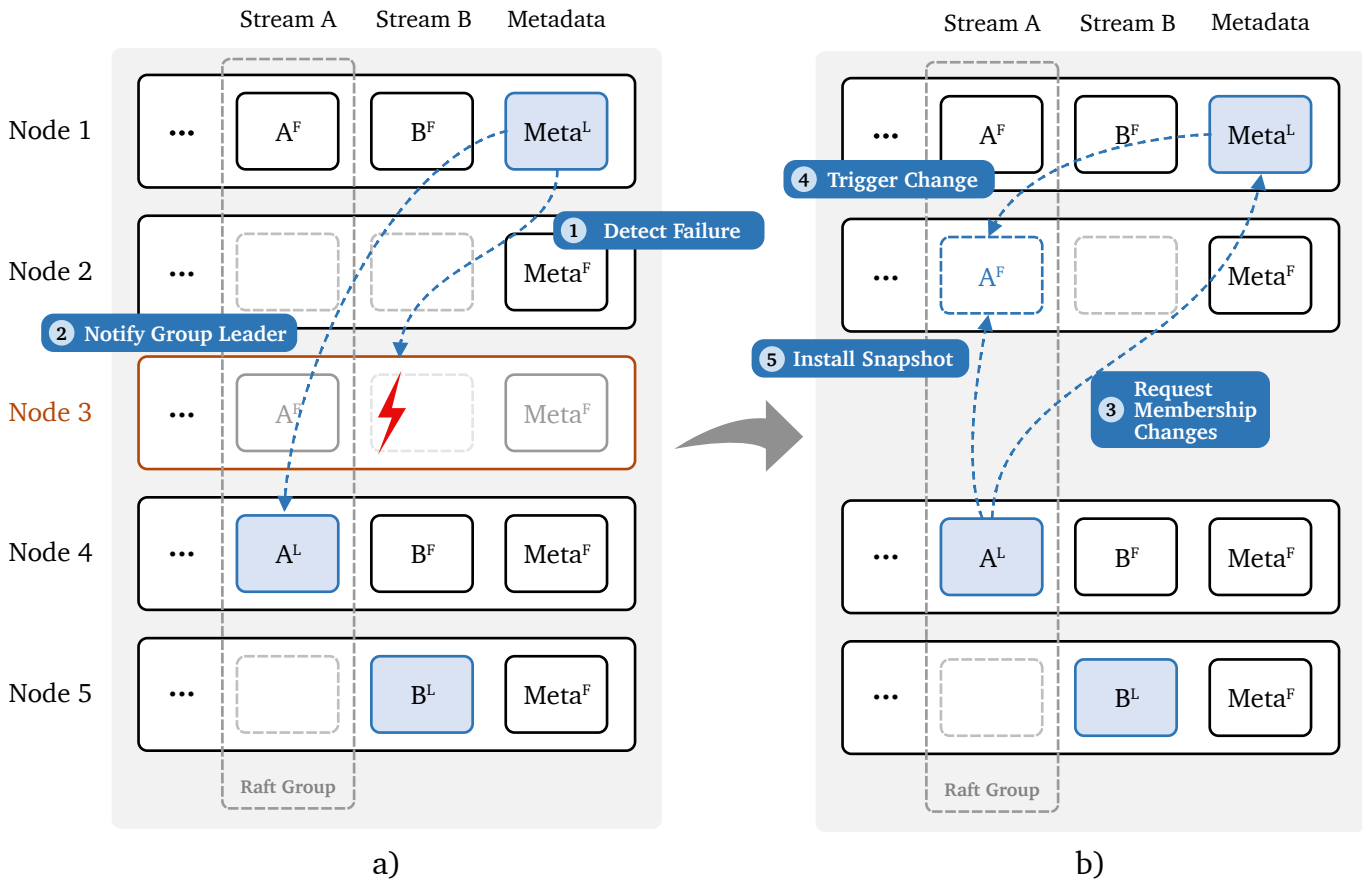 Stream A Stream B Metadata
Node 1 ... A^F B^F Meta^L
1 Detect Failure
Node 2 ... Meta^F
2 Notify Group Leader
Node 3 ... A^F Meta^F
Node 4 ... A^L B^F Meta^F
Node 5 ... B^L Meta^F
Raft Group
a)
Stream A Stream B Metadata
... A^F B^F Meta^L
4 Trigger Change
... A^F Meta^F
5 Install Snapshot
3 Request
Membership
Changes
... A^L B^F Meta^F
... B^L Meta^F
Raft Group
b)